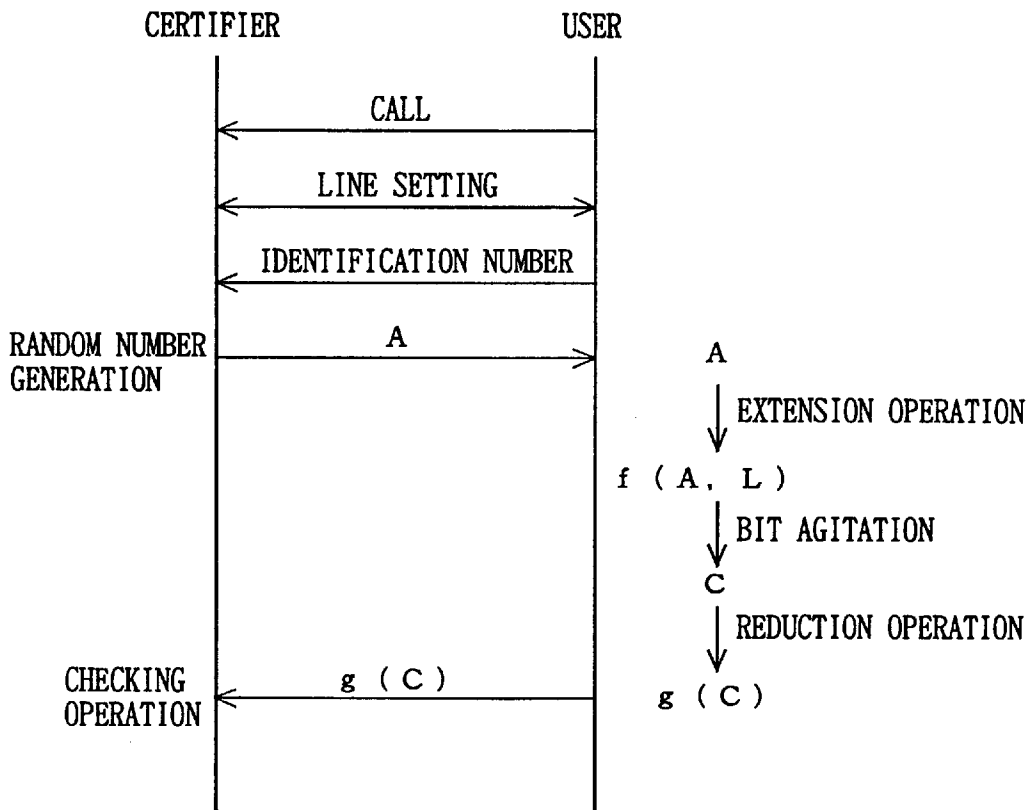 CERTIFIER USER
CALL
LINE SETTING
IDENTIFICATION NUMBER
RANDOM NUMBER
GENERATION
A
A
EXTENSION OPERATION
f ( A, L )
BIT AGITATION
C
REDUCTION OPERATION
CHECKING
OPERATION
g ( C )
g ( C )